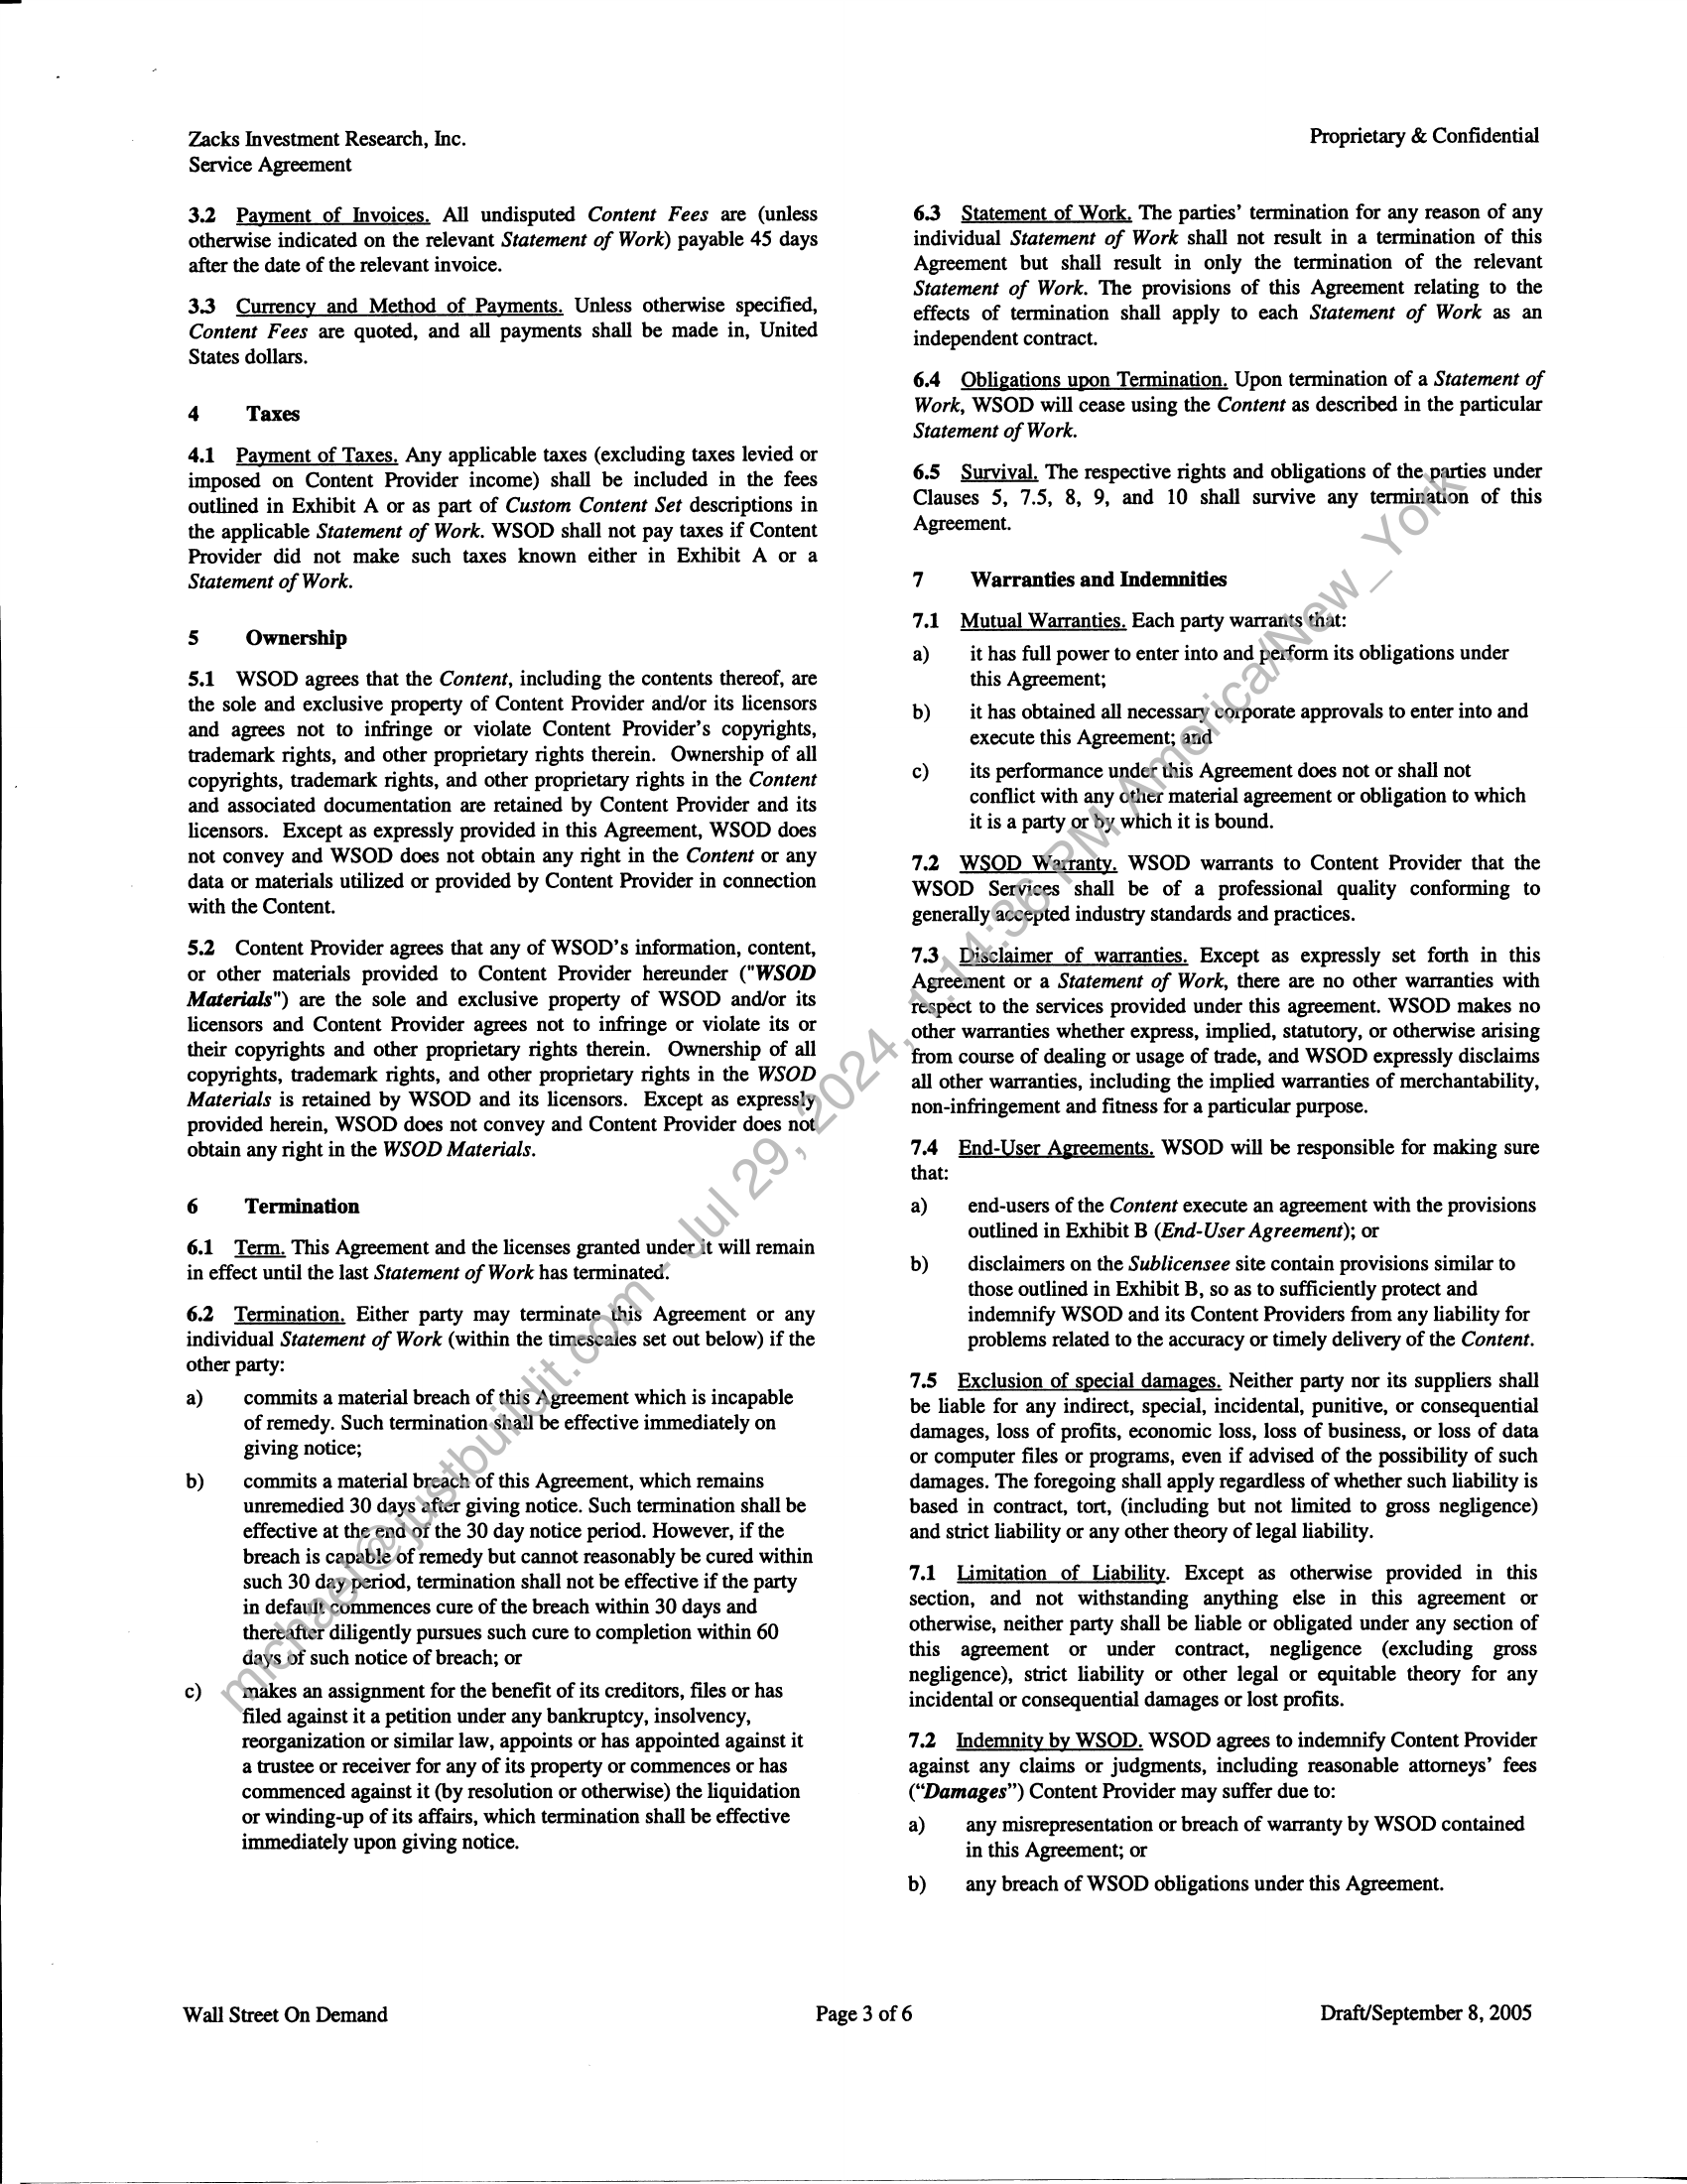 Zacks Investment Research, Inc.
Service Agreement
Proprietary & Confidential
3.2 Payment of Invoices. All undisputed Content Fees are (unless
otherwise indicated on the relevant Statement of Work) payable 45 days
after the date of the relevant invoice.
3.3 Currency and Method of Payments. Unless otherwise specified,
Content Fees are quoted, and all payments shall be made in, United
States dollars.
4 Taxes
4.1 Payment of Taxes. Any applicable taxes (excluding taxes levied or
imposed on Content Provider income) shall be included in the fees
outlined in Exhibit A or as part of Custom Content Set descriptions in
the applicable Statement of Work. WSOD shall not pay taxes if Content
Provider did not make such taxes known either in Exhibit A or a
Statement of Work.
5 Ownership
5.1 WSOD agrees that the Content, including the contents thereof, are
the sole and exclusive property of Content Provider and/or its licensors
and agrees not to infringe or violate Content Provider's copyrights,
trademark rights, and other proprietary rights therein. Ownership of all
copyrights, trademark rights, and other proprietary rights in the Content
and associated documentation are retained by Content Provider and its
licensors. Except as expressly provided in this Agreement, WSOD does
not convey and WSOD does not obtain any right in the Content or any
data or materials utilized or provided by Content Provider in connection
with the Content.
5.2 Content Provider agrees that any of WSOD's information, content,
or other materials provided to Content Provider hereunder ("WSOD
Materials") are the sole and exclusive property of WSOD and/or its
licensors and Content Provider agrees not to infringe or violate its or
their copyrights and other proprietary rights therein. Ownership of all
copyrights, trademark rights, and other proprietary rights in the WSOD
Materials is retained by WSOD and its licensors. Except as expressly
provided herein, WSOD does not convey and Content Provider does not
obtain any right in the WSOD Materials.
6 Termination
6.1 Term. This Agreement and the licenses granted under it will remain
in effect until the last Statement of Work has terminated.
6.2 Termination. Either party may terminate this Agreement or any
individual Statement of Work (within the timescales set out below) if the
other party:
a) commits a material breach of this Agreement which is incapable
of remedy. Such termination shall be effective immediately on
giving notice;
b) commits a material breach of this Agreement, which remains
unremedied 30 days after giving notice. Such termination shall be
effective at the end of the 30 day notice period. However, if the
breach is capable of remedy but cannot reasonably be cured within
such 30 day period, termination shall not be effective if the party
in default commences cure of the breach within 30 days and
thereafter diligently pursues such cure to completion within 60
days of such notice of breach; or
c) makes an assignment for the benefit of its creditors, files or has
filed against it a petition under any bankruptcy, insolvency,
reorganization or similar law, appoints or has appointed against it
a trustee or receiver for any of its property or commences or has
commenced against it (by resolution or otherwise) the liquidation
or winding-up of its affairs, which termination shall be effective
immediately upon giving notice.
6.3 Statement of Work. The parties' termination for any reason of any
individual Statement of Work shall not result in a termination of this
Agreement but shall result in only the termination of the relevant
Statement of Work. The provisions of this Agreement relating to the
effects of termination shall apply to each Statement of Work as an
independent contract.
6.4 Obligations upon Termination. Upon termination of a Statement of
Work, WSOD will cease using the Content as described in the particular
Statement of Work.
6.5 Survival. The respective rights and obligations of the parties under
Clauses 5, 7.5, 8, 9, and 10 shall survive any termination of this
Agreement.
7 Warranties and Indemnities
7.1 Mutual Warranties. Each party warrants that:
a) it has full power to enter into and perform its obligations under
this Agreement;
b) it has obtained all necessary corporate approvals to enter into and
execute this Agreement; and
c) its performance under this Agreement does not or shall not
conflict with any other material agreement or obligation to which
it is a party or by which it is bound.
7.2 WSOD Warranty. WSOD warrants to Content Provider that the
WSOD Services shall be of a professional quality conforming to
generally accepted industry standards and practices.
7.3 Disclaimer of warranties. Except as expressly set forth in this
Agreement or a Statement of Work, there are no other warranties with
respect to the services provided under this agreement. WSOD makes no
other warranties whether express, implied, statutory, or otherwise arising
from course of dealing or usage of trade, and WSOD expressly disclaims
all other warranties, including the implied warranties of merchantability,
non-infringement and fitness for a particular purpose.
7.4 End-User Agreements. WSOD will be responsible for making sure
that:
a) end-users of the Content execute an agreement with the provisions
outlined in Exhibit B (End-User Agreement); or
b) disclaimers on the Sublicensee site contain provisions similar to
those outlined in Exhibit B, so as to sufficiently protect and
indemnify WSOD and its Content Providers from any liability for
problems related to the accuracy or timely delivery of the Content.
7.5 Exclusion of special damages. Neither party nor its suppliers shall
be liable for any indirect, special, incidental, punitive, or consequential
damages, loss of profits, economic loss, loss of business, or loss of data
or computer files or programs, even if advised of the possibility of such
damages. The foregoing shall apply regardless of whether such liability is
based in contract, tort, (including but not limited to gross negligence)
and strict liability or any other theory of legal liability.
7.1 Limitation of Liability. Except as otherwise provided in this
section, and not withstanding anything else in this agreement or
otherwise, neither party shall be liable or obligated under any section of
this agreement or under contract, negligence (excluding gross
negligence), strict liability or other legal or equitable theory for any
incidental or consequential damages or lost profits.
7.2 Indemnity by WSOD. WSOD agrees to indemnify Content Provider
against any claims or judgments, including reasonable attorneys' fees
("Damages") Content Provider may suffer due to:
a) any misrepresentation or breach of warranty by WSOD contained
in this Agreement; or
b) any breach of WSOD obligations under this Agreement.
Wall Street On Demand
Page 3 of 6
Draft/September 8, 2005
michael@justbuildit.com - Jul 29, 2024, 1:14:36 PM America/New_York